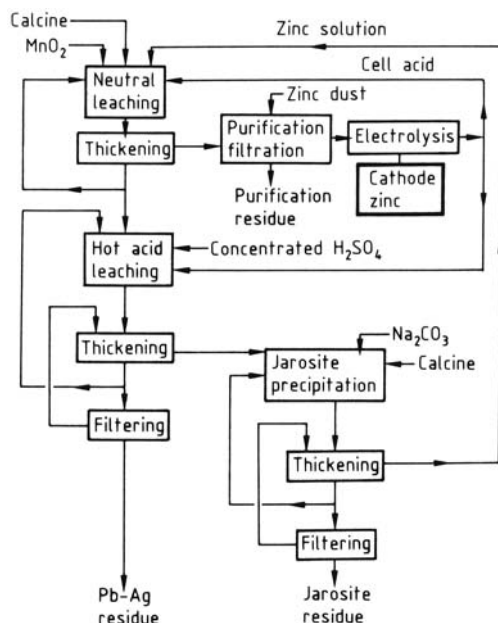 Calcine
MnO₂
Zinc solution
Cell acid
Neutral
leaching
Zinc dust
Thickening
Purification
filtration
Electrolysis
Cathode
zinc
Purification
residue
Hot acid
leaching
Concentrated H₂SO₄
Thickening
Na₂CO₃
Jarosite
precipitation
Calcine
Filtering
Thickening
Filtering
Pb-Ag
residue
Jarosite
residue